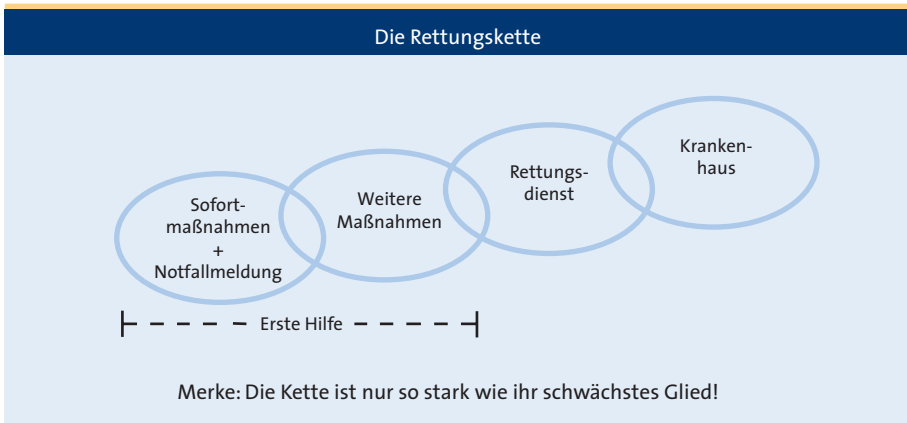 Die Rettungskette
Sofort-
maßnahmen
+
Notfallmeldung
Weitere
Maßnahmen
Rettungs-
dienst
Kranken-
haus
Erste Hilfe
Merke: Die Kette ist nur so stark wie ihr schwächstes Glied!